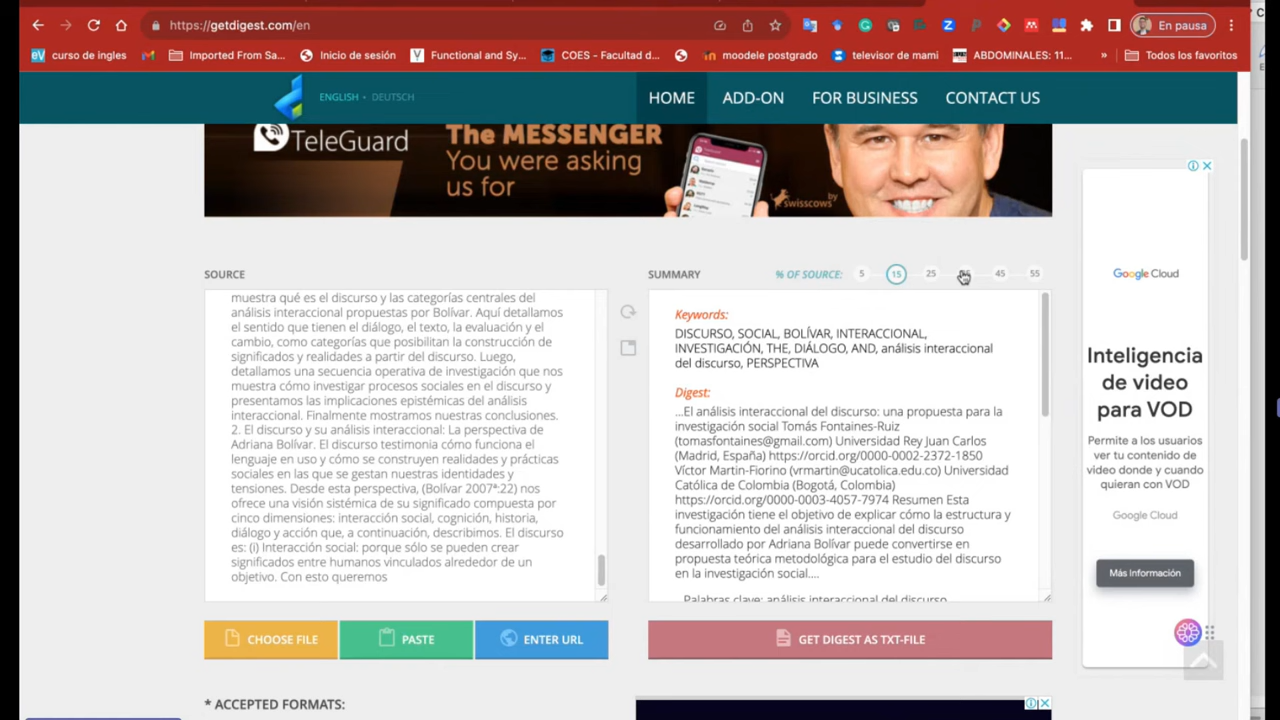 https://getdigest.com/en
En pausa
curso de ingles
Imported From Sa...
Inicio de sesión
Functional and Sy...
COES - Facultad d...
moodele postgrado
televisor de mami
ABDOMINALES: 11...
»
Todos los favoritos
ENGLISH • DEUTSCH
HOME
ADD-ON
FOR BUSINESS
CONTACT US
TeleGuard
The MESSENGER
You were asking
us for
by
swisscows
SOURCE
muestra qué es el discurso y las categorías centrales del
análisis interaccional propuestas por Bolívar. Aquí detallamos
el sentido que tienen el diálogo, el texto, la evaluación y el
cambio, como categorías que posibilitan la construcción de
significados y realidades a partir del discurso. Luego,
detallamos una secuencia operativa de investigación que nos
muestra cómo investigar procesos sociales en el discurso y
presentamos las implicaciones epistémicas del análisis
interaccional. Finalmente mostramos nuestras conclusiones.
2. El discurso y su análisis interaccional: La perspectiva de
Adriana Bolívar. El discurso testimonia cómo funciona el
lenguaje en uso y cómo se construyen realidades y prácticas
sociales en las que se gestan nuestras identidades y
tensiones. Desde esta perspectiva, (Bolívar 2007ª:22) nos
ofrece una visión sistémica de su significado compuesta por
cinco dimensiones: interacción social, cognición, historia,
diálogo y acción que, a continuación, describimos. El discurso
es: (i) Interacción social: porque sólo se pueden crear
significados entre humanos vinculados alrededor de un
objetivo. Con esto queremos
CHOOSE FILE
PASTE
ENTER URL
* ACCEPTED FORMATS:
SUMMARY
% OF SOURCE: 5 15 25 45 55
Keywords:
DISCURSO, SOCIAL, BOLÍVAR, INTERACCIONAL,
INVESTIGACIÓN, THE, DIÁLOGO, AND, análisis interaccional
del discurso, PERSPECTIVA
Digest:
...El análisis interaccional del discurso: una propuesta para la
investigación social Tomás Fontaines-Ruiz
(tomasfontaines@gmail.com) Universidad Rey Juan Carlos
(Madrid, España) https://orcid.org/0000-0002-2372-1850
Víctor Martin-Fiorino (vrmartin@ucatolica.edu.co) Universidad
Católica de Colombia (Bogotá, Colombia)
https://orcid.org/0000-0003-4057-7974 Resumen Esta
investigación tiene el objetivo de explicar cómo la estructura y
funcionamiento del análisis interaccional del discurso
desarrollado por Adriana Bolívar puede convertirse en
propuesta teórica metodológica para el estudio del discurso
en la investigación social....
Palabras clave: análisis interaccional del discurso
GET DIGEST AS TXT-FILE
Google Cloud
Inteligencia
de video
para VOD
Permite a los usuarios
ver tu contenido de
video donde y cuando
quieran con VOD
Google Cloud
Más información